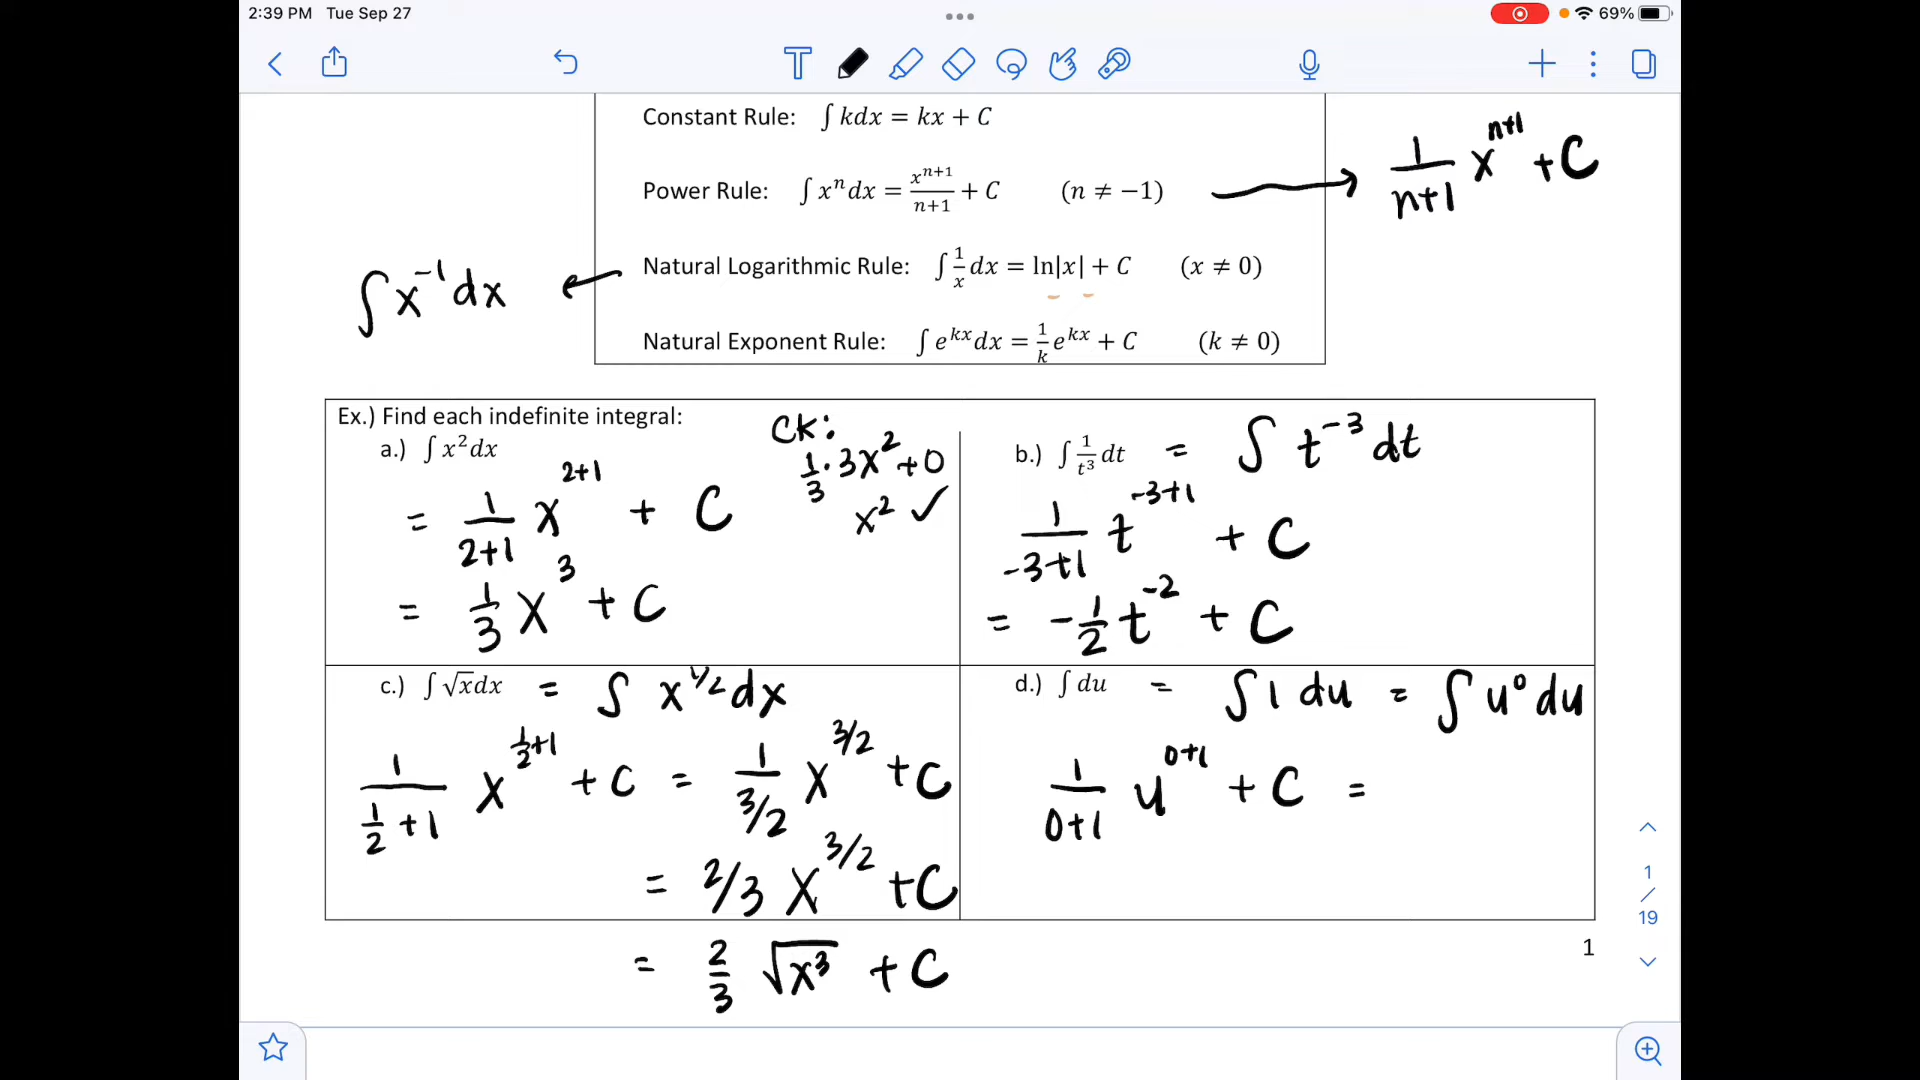 2:39 PM Tue Sep 27
69%
Constant Rule: ∫ kdx = kx + C
Power Rule: ∫ xⁿdx = xⁿ⁺¹/n+1 + C (n ≠ −1)
1/n+1 xⁿ⁺¹ + C
Natural Logarithmic Rule: ∫ 1/x dx = ln|x| + C (x ≠ 0)
∫ x⁻¹ dx
Natural Exponent Rule: ∫ e^{kx}dx = 1/k e^{kx} + C (k ≠ 0)
Ex.) Find each indefinite integral:
a.) ∫ x²dx
= 1/2+1 x^{2+1} + C
= 1/3 x³ + C
CK:
1/3 · 3x² + 0
x² ✓
b.) ∫ 1/t³ dt = ∫ t⁻³ dt
1/-3+1 t^{-3+1} + C
= -1/2 t⁻² + C
c.) ∫ √x dx = ∫ x^{1/2} dx
1/(1/2 + 1) x^{1/2+1} + C = 1/(3/2) x^{3/2} + C
= 2/3 x^{3/2} + C
= 2/3 √x³ + C
d.) ∫ du = ∫ 1 du = ∫ u⁰ du
1/0+1 u^{0+1} + C =
1
1
/
19